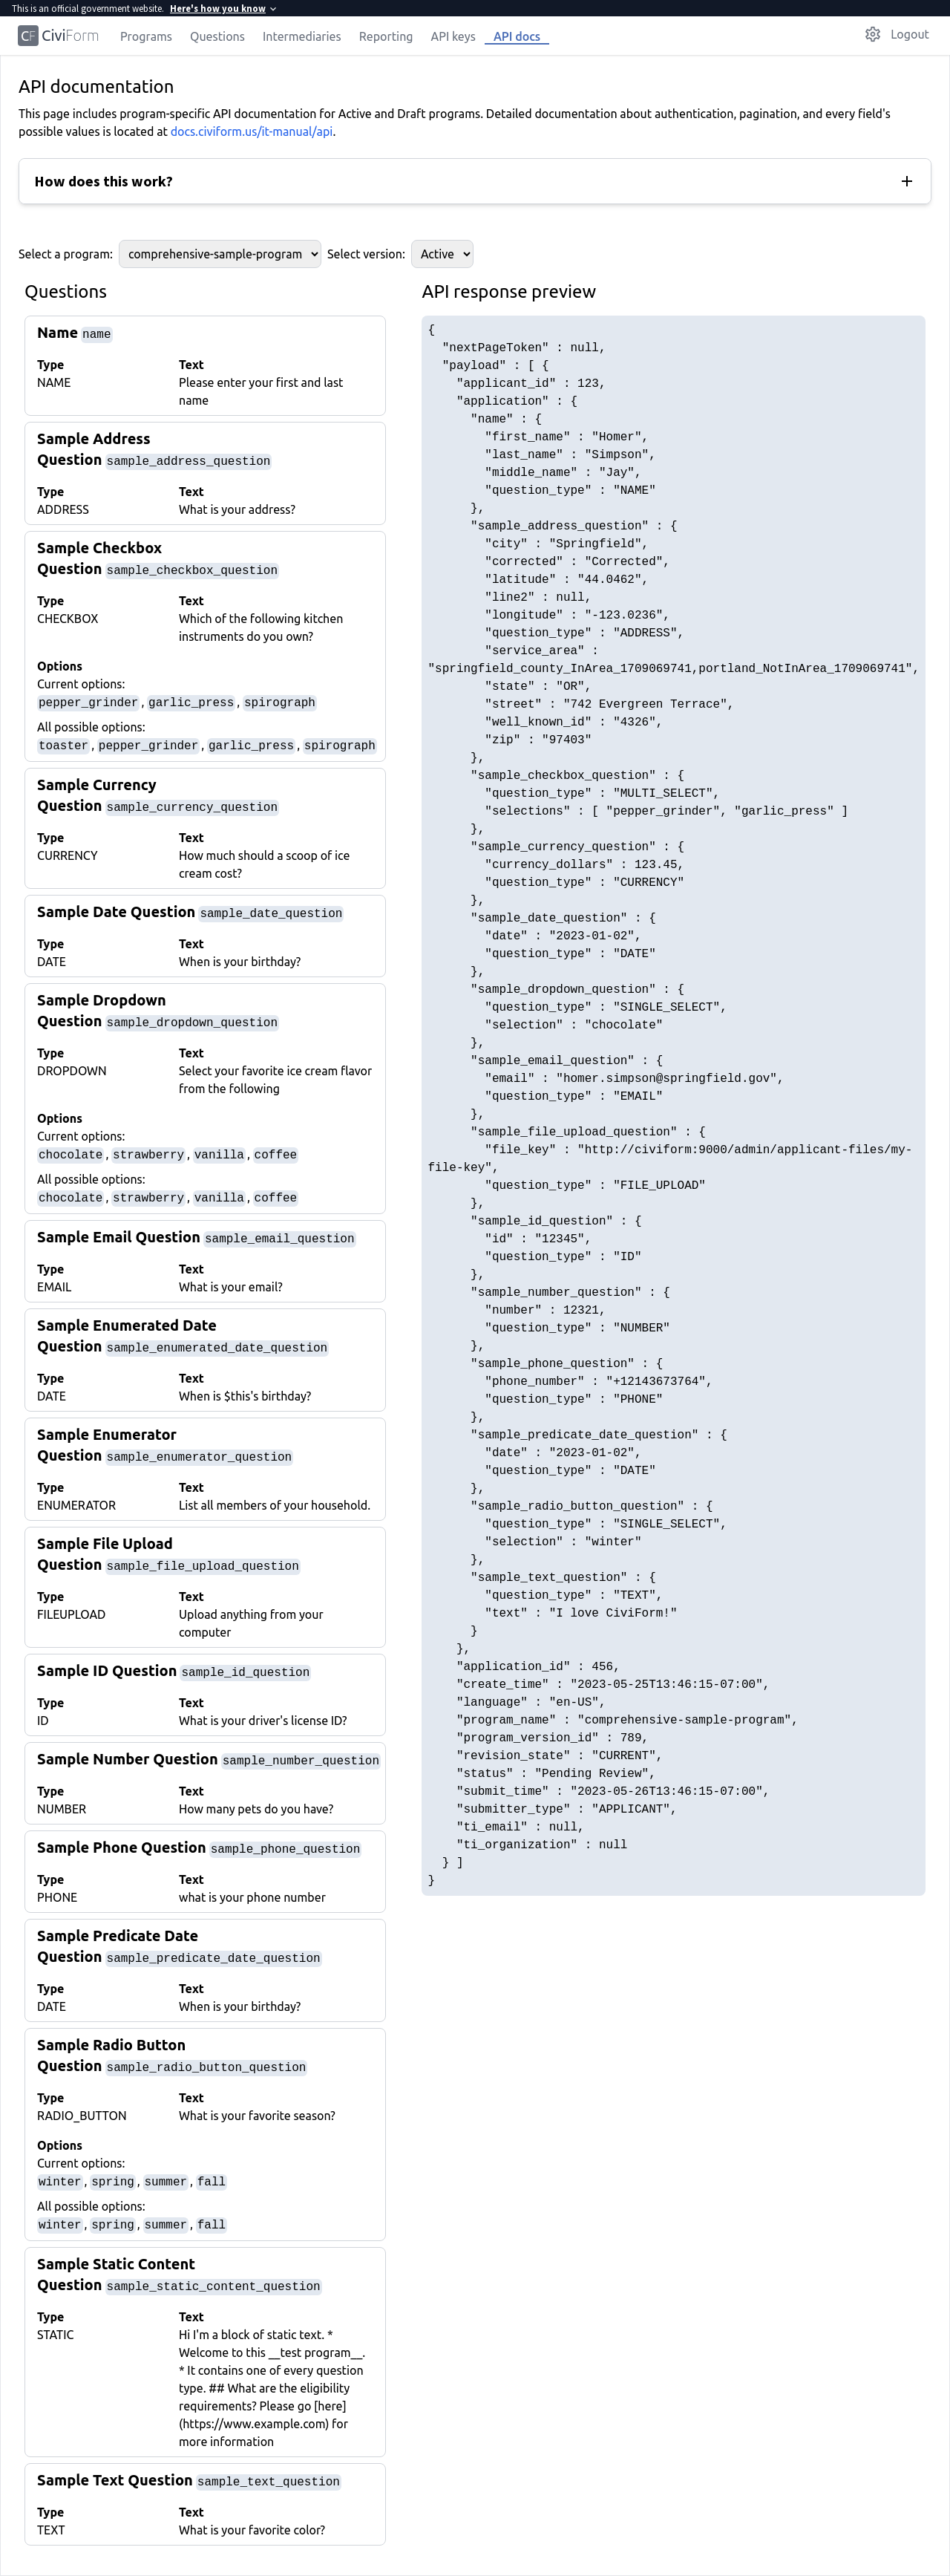 This is an official government website. Here's how you know
CF CiviForm Programs Questions Intermediaries Reporting API keys API docs Logout
API documentation
This page includes program-specific API documentation for Active and Draft programs. Detailed documentation about authentication, pagination, and every field's
possible values is located at docs.civiform.us/it-manual/api.
How does this work? +
Select a program: comprehensive-sample-program Select version: Active
Questions
Name name
Type Text
NAME Please enter your first and last
name
Sample Address
Question sample_address_question
Type Text
ADDRESS What is your address?
Sample Checkbox
Question sample_checkbox_question
Type Text
CHECKBOX Which of the following kitchen
instruments do you own?
Options
Current options:
pepper_grinder , garlic_press , spirograph
All possible options:
toaster , pepper_grinder , garlic_press , spirograph
Sample Currency
Question sample_currency_question
Type Text
CURRENCY How much should a scoop of ice
cream cost?
Sample Date Question sample_date_question
Type Text
DATE When is your birthday?
Sample Dropdown
Question sample_dropdown_question
Type Text
DROPDOWN Select your favorite ice cream flavor
from the following
Options
Current options:
chocolate , strawberry , vanilla , coffee
All possible options:
chocolate , strawberry , vanilla , coffee
Sample Email Question sample_email_question
Type Text
EMAIL What is your email?
Sample Enumerated Date
Question sample_enumerated_date_question
Type Text
DATE When is $this's birthday?
Sample Enumerator
Question sample_enumerator_question
Type Text
ENUMERATOR List all members of your household.
Sample File Upload
Question sample_file_upload_question
Type Text
FILEUPLOAD Upload anything from your
computer
Sample ID Question sample_id_question
Type Text
ID What is your driver's license ID?
Sample Number Question sample_number_question
Type Text
NUMBER How many pets do you have?
Sample Phone Question sample_phone_question
Type Text
PHONE what is your phone number
Sample Predicate Date
Question sample_predicate_date_question
Type Text
DATE When is your birthday?
Sample Radio Button
Question sample_radio_button_question
Type Text
RADIO_BUTTON What is your favorite season?
Options
Current options:
winter , spring , summer , fall
All possible options:
winter , spring , summer , fall
Sample Static Content
Question sample_static_content_question
Type Text
STATIC Hi I'm a block of static text. *
Welcome to this __test program__.
* It contains one of every question
type. ## What are the eligibility
requirements? Please go [here]
(https://www.example.com) for
more information
Sample Text Question sample_text_question
Type Text
TEXT What is your favorite color?
API response preview
{
"nextPageToken" : null,
"payload" : [ {
"applicant_id" : 123,
"application" : {
"name" : {
"first_name" : "Homer",
"last_name" : "Simpson",
"middle_name" : "Jay",
"question_type" : "NAME"
},
"sample_address_question" : {
"city" : "Springfield",
"corrected" : "Corrected",
"latitude" : "44.0462",
"line2" : null,
"longitude" : "-123.0236",
"question_type" : "ADDRESS",
"service_area" :
"springfield_county_InArea_1709069741,portland_NotInArea_1709069741",
"state" : "OR",
"street" : "742 Evergreen Terrace",
"well_known_id" : "4326",
"zip" : "97403"
},
"sample_checkbox_question" : {
"question_type" : "MULTI_SELECT",
"selections" : [ "pepper_grinder", "garlic_press" ]
},
"sample_currency_question" : {
"currency_dollars" : 123.45,
"question_type" : "CURRENCY"
},
"sample_date_question" : {
"date" : "2023-01-02",
"question_type" : "DATE"
},
"sample_dropdown_question" : {
"question_type" : "SINGLE_SELECT",
"selection" : "chocolate"
},
"sample_email_question" : {
"email" : "homer.simpson@springfield.gov",
"question_type" : "EMAIL"
},
"sample_file_upload_question" : {
"file_key" : "http://civiform:9000/admin/applicant-files/my-
file-key",
"question_type" : "FILE_UPLOAD"
},
"sample_id_question" : {
"id" : "12345",
"question_type" : "ID"
},
"sample_number_question" : {
"number" : 12321,
"question_type" : "NUMBER"
},
"sample_phone_question" : {
"phone_number" : "+12143673764",
"question_type" : "PHONE"
},
"sample_predicate_date_question" : {
"date" : "2023-01-02",
"question_type" : "DATE"
},
"sample_radio_button_question" : {
"question_type" : "SINGLE_SELECT",
"selection" : "winter"
},
"sample_text_question" : {
"question_type" : "TEXT",
"text" : "I love CiviForm!"
}
},
"application_id" : 456,
"create_time" : "2023-05-25T13:46:15-07:00",
"language" : "en-US",
"program_name" : "comprehensive-sample-program",
"program_version_id" : 789,
"revision_state" : "CURRENT",
"status" : "Pending Review",
"submit_time" : "2023-05-26T13:46:15-07:00",
"submitter_type" : "APPLICANT",
"ti_email" : null,
"ti_organization" : null
} ]
}